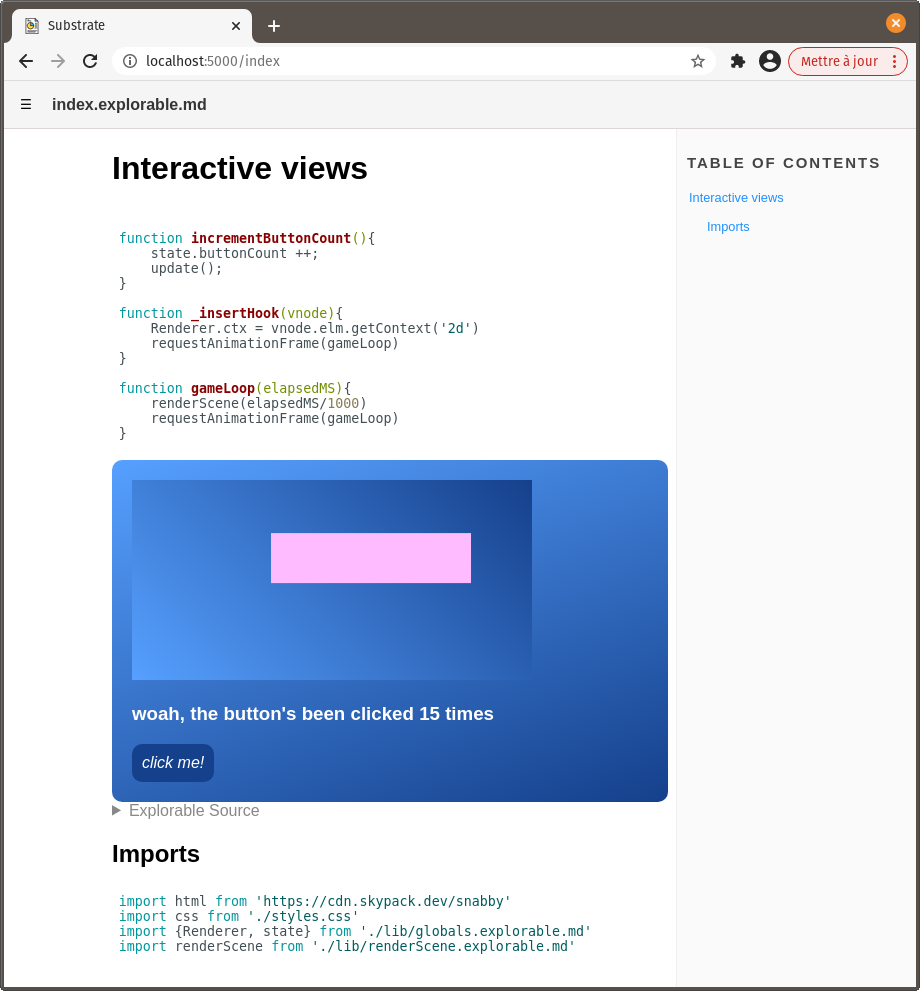 Substrate
localhost:5000/index
Mettre à jour
☰ index.explorable.md
Interactive views
function incrementButtonCount(){
    state.buttonCount ++;
    update();
}
function _insertHook(vnode){
    Renderer.ctx = vnode.elm.getContext('2d')
    requestAnimationFrame(gameLoop)
}
function gameLoop(elapsedMS){
    renderScene(elapsedMS/1000)
    requestAnimationFrame(gameLoop)
}
woah, the button's been clicked 15 times
click me!
Explorable Source
Imports
import html from 'https://cdn.skypack.dev/snabby'
import css from './styles.css'
import {Renderer, state} from './lib/globals.explorable.md'
import renderScene from './lib/renderScene.explorable.md'
TABLE OF CONTENTS
Interactive views
Imports